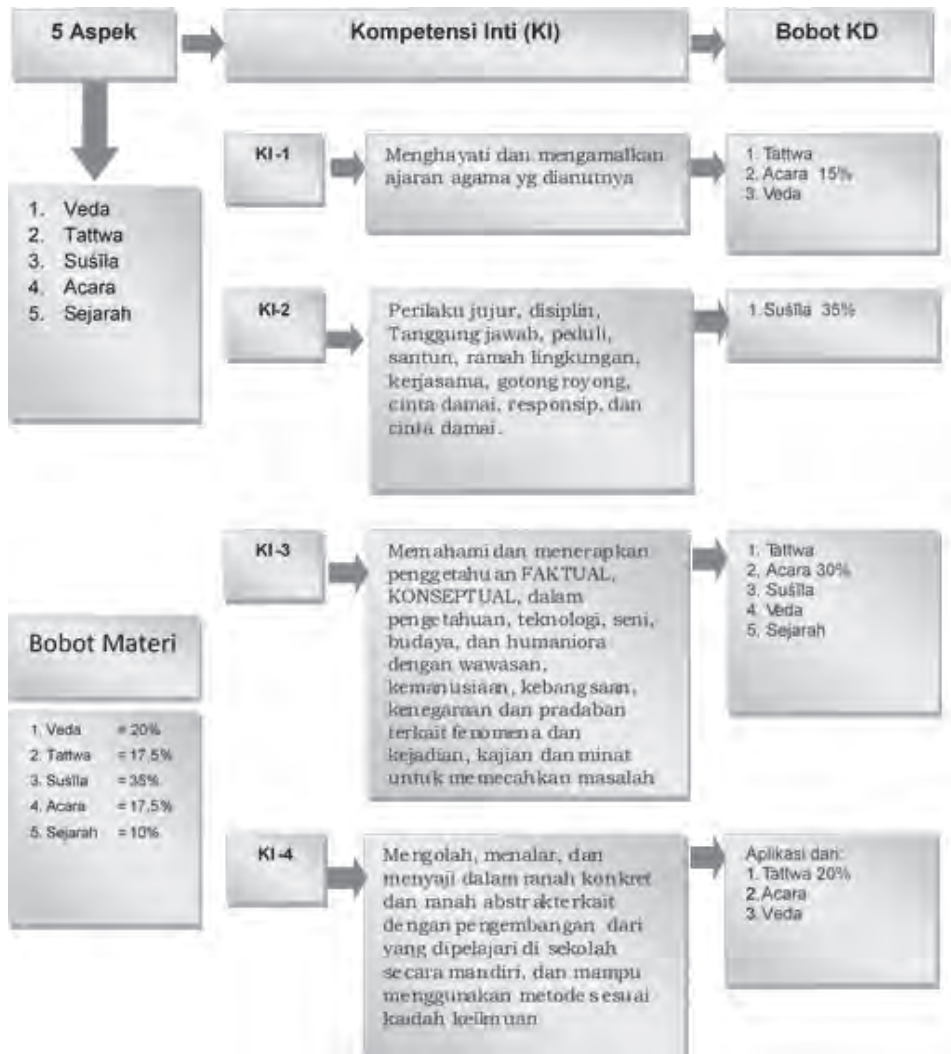 5 Aspek
Kompetensi Inti (KI)
Bobot KD
1. Veda
2. Tattwa
3. Suśīla
4. Acara
5. Sejarah
KI-1
Menghayati dan mengamalkan
ajaran agama yg dianutnya
1. Tattwa
2. Acara 15%
3. Veda
KI-2
Perilaku jujur, disiplin,
Tanggung jawab, peduli,
santun, ramah lingkungan,
kerjasama, gotong royong,
cinta damai, responsip, dan
cinta damai.
1. Suśīla 35%
KI-3
Memahami dan menerapkan
penggetahuan FAKTUAL,
KONSEPTUAL, dalam
pengetahuan, teknologi, seni,
budaya, dan humaniora
dengan wawasan,
kemanusiaan, kebangsaan,
kenegaraan dan pradaban
terkait fenomena dan
kejadian, kajian dan minat
untuk memecahkan masalah
1. Tattwa
2. Acara 30%
3. Suśīla
4. Veda
5. Sejarah
Bobot Materi
1. Veda = 20%
2. Tattwa = 17,5%
3. Suśīla = 35%
4. Acara = 17,5%
5. Sejarah = 10%
KI-4
Mengolah, menalar, dan
menyaji dalam ranah konkret
dan ranah abstrak terkait
dengan pengembangan dari
yang dipelajari di sekolah
secara mandiri, dan mampu
menggunakan metode sesuai
kaidah keilmuan
Aplikasi dan:
1. Tattwa 20%
2. Acara
3. Veda